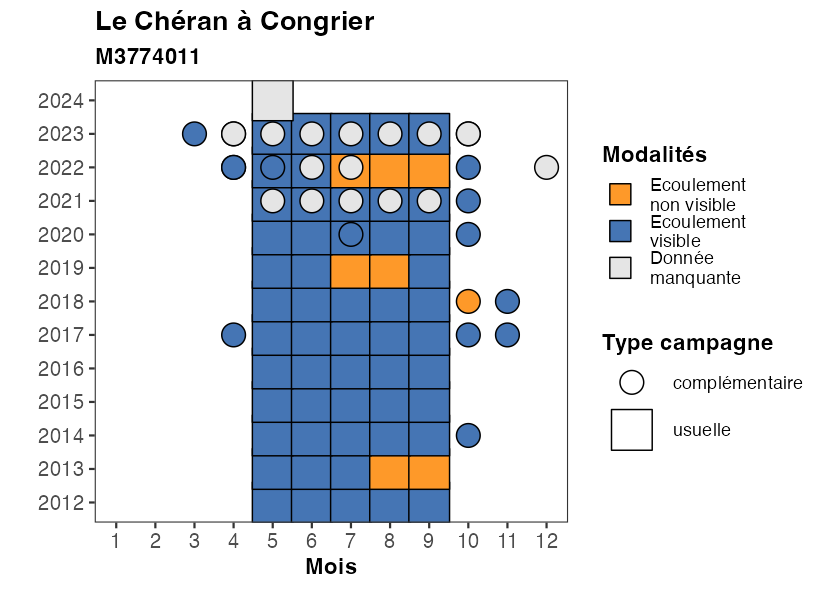 Le Chéran à Congrier
M3774011
2024
2023
2022
2021
2020
2019
2018
2017
2016
2015
2014
2013
2012
1 2 3 4 5 6 7 8 9 10 11 12
Mois
Modalités
Ecoulement
non visible
Ecoulement
visible
Donnée
manquante
Type campagne
complémentaire
usuelle